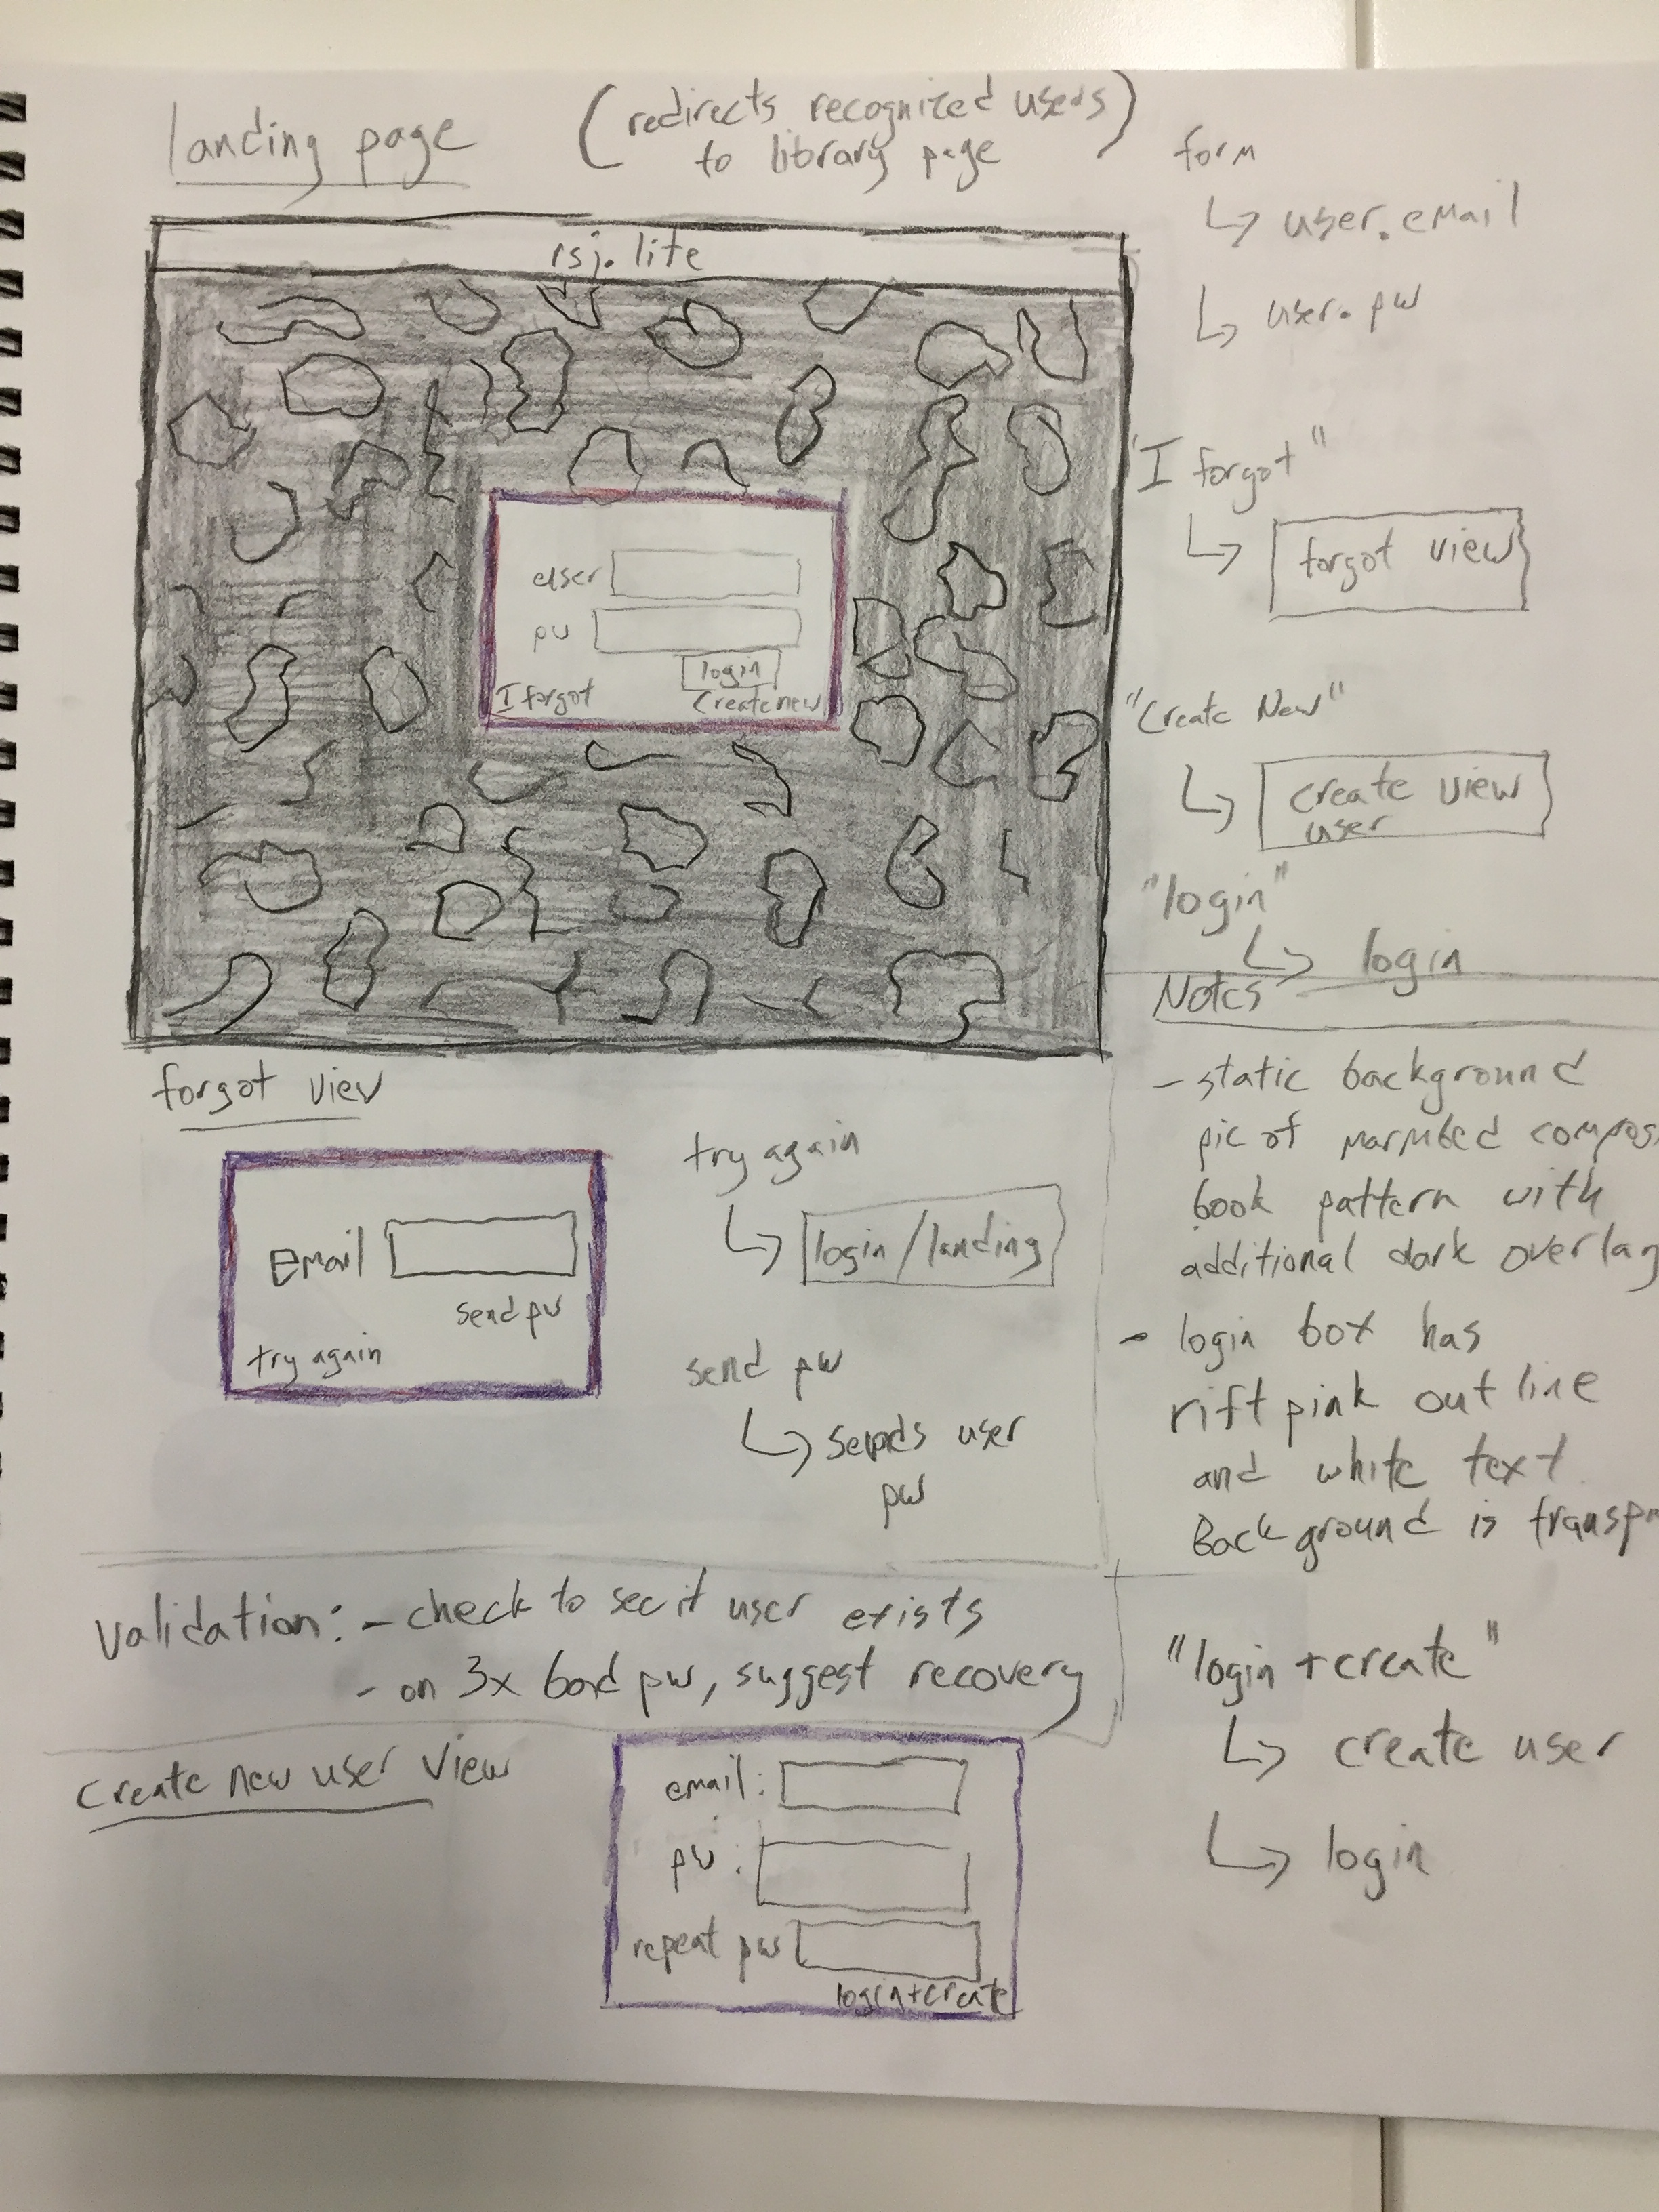 landing page
(redirects recognized users)
to library page
rsj.lite
user
pw
login
I forgot
Create new
form
↳ user.email
↳ user.pw
"I forgot"
↳ forgot view
"Create New"
↳ create view
user
"login"
↳ login
Notes
- static background
pic of marmbed compos
book pattern with
additional dark overlay
- login box has
rift pink outline
and white text
Background is transp
forgot view
email
send pw
try again
try again
↳ login/landing
send pw
↳ sends user
pw
Validation: - check to see if user exists
- on 3x bad pw, suggest recovery
Create new user view
email:
pw:
repeat pw
login+create
"login + create"
↳ create user
↳ login